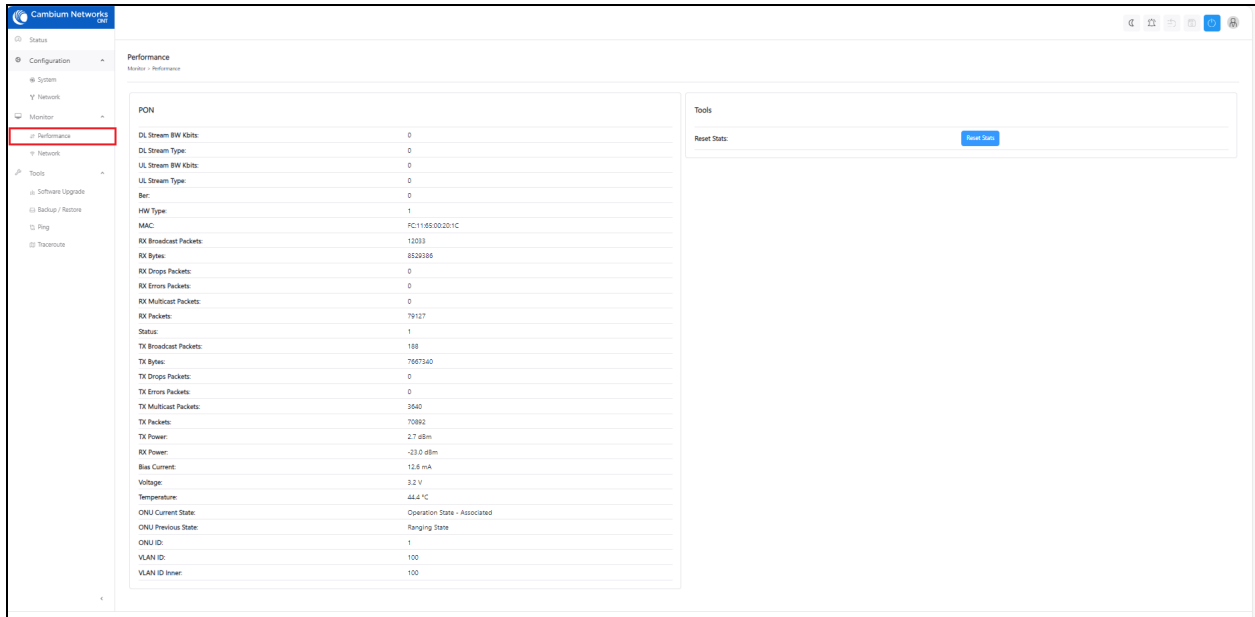 Cambium Networks
ONT
Status
Configuration
System
Network
Monitor
Performance
Network
Tools
Software Upgrade
Backup / Restore
Ping
Traceroute
Performance
Monitor > Performance
PON
DL Stream BW Kbits: 0
DL Stream Type: 0
UL Stream BW Kbits: 0
UL Stream Type: 0
Ber: 0
HW Type: 1
MAC: FC:11:65:00:20:1C
RX Broadcast Packets: 12033
RX Bytes: 8529386
RX Drops Packets: 0
RX Errors Packets: 0
RX Multicast Packets: 0
RX Packets: 79127
Status: 1
TX Broadcast Packets: 188
TX Bytes: 7667340
TX Drops Packets: 0
TX Errors Packets: 0
TX Multicast Packets: 3640
TX Packets: 70892
TX Power: 2.7 dBm
RX Power: -23.0 dBm
Bias Current: 12.6 mA
Voltage: 3.2 V
Temperature: 44.4 °C
ONU Current State: Operation State - Associated
ONU Previous State: Ranging State
ONU ID: 1
VLAN ID: 100
VLAN ID Inner: 100
Tools
Reset Stats: Reset Stats